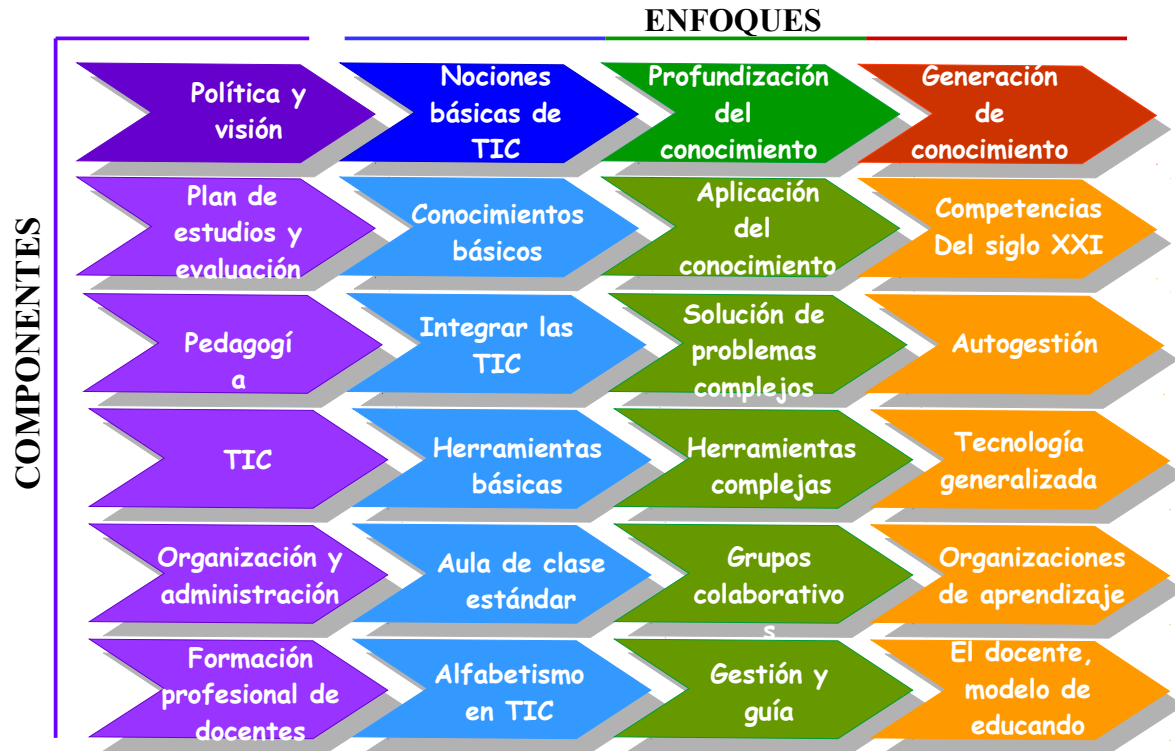 ENFOQUES
COMPONENTES
Política y
visión
Nociones
básicas de
TIC
Profundización
del
conocimiento
Generación
de
conocimiento
Plan de
estudios y
evaluación
Conocimientos
básicos
Aplicación
del
conocimiento
Competencias
Del siglo XXI
Pedagogí
a
Integrar las
TIC
Solución de
problemas
complejos
Autogestión
TIC
Herramientas
básicas
Herramientas
complejas
Tecnología
generalizada
Organización y
administración
Aula de clase
estándar
Grupos
colaborativo
s
Organizaciones
de aprendizaje
Formación
profesional de
docentes
Alfabetismo
en TIC
Gestión y
guía
El docente,
modelo de
educando